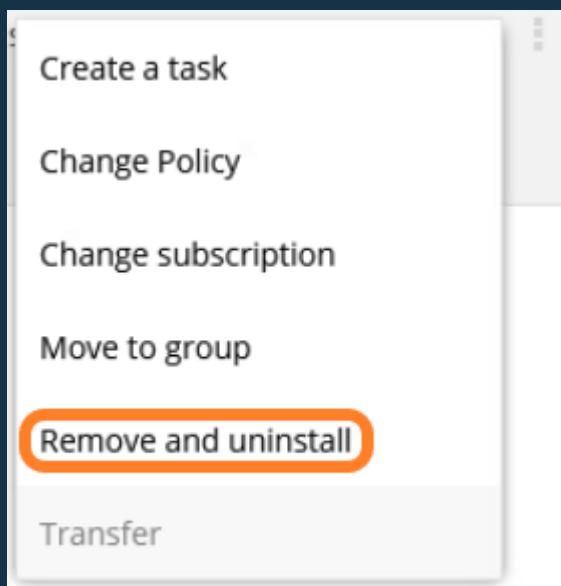 Create a task
Change Policy
Change subscription
Move to group
Remove and uninstall
Transfer